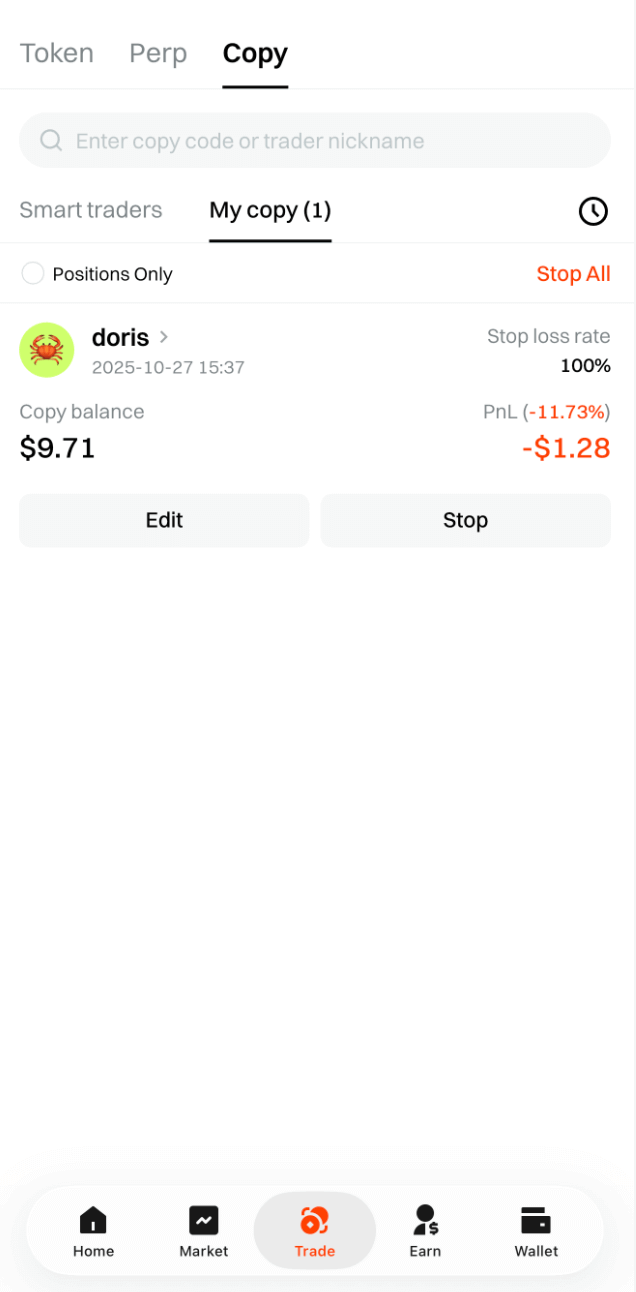 Token Perp Copy
Enter copy code or trader nickname
Smart traders My copy (1)
Positions Only Stop All
doris Stop loss rate
2025-10-27 15:37 100%
Copy balance PnL (-11.73%)
$9.71 -$1.28
Edit Stop
Home Market Trade Earn Wallet